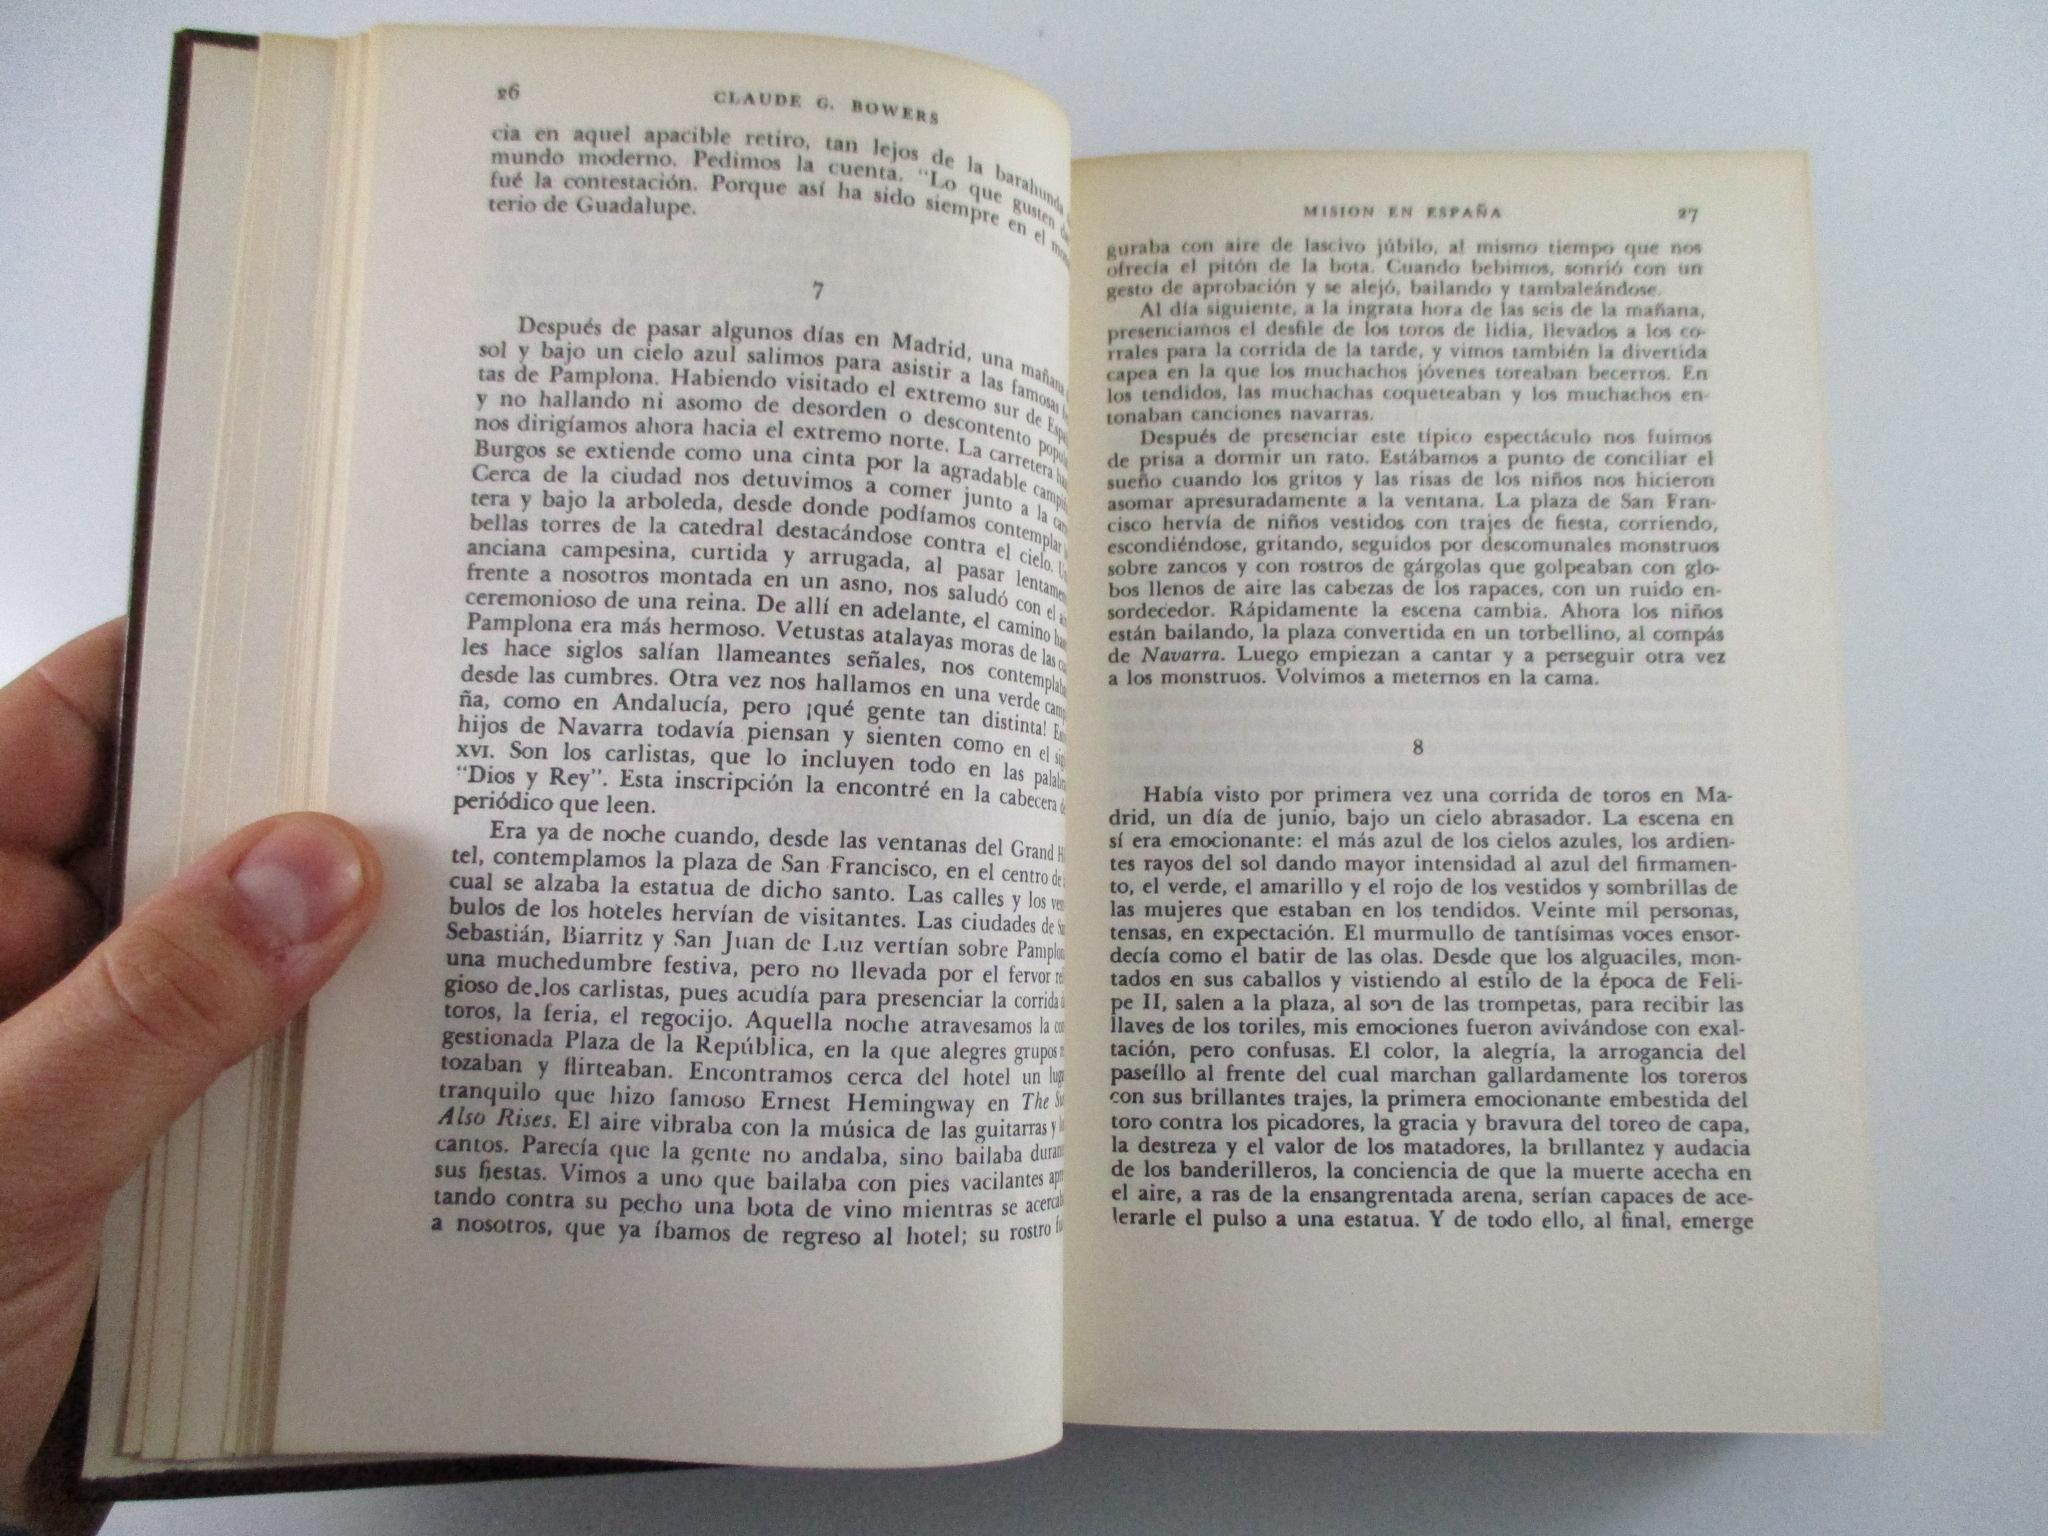 26
CLAUDE G. BOWERS
cia en aquel apacible retiro, tan lejos de la barahunda
mundo moderno. Pedimos la cuenta. "Lo que gusten
fué la contestación. Porque así ha sido siempre en el
terio de Guadalupe.
7
Después de pasar algunos días en Madrid, una mañana
sol y bajo un cielo azul salimos para asistir a las famosas
tas de Pamplona. Habiendo visitado el extremo sur de
y no hallando ni asomo de desorden o descontento
nos dirigíamos ahora hacia el extremo norte. La carretera
Burgos se extiende como una cinta por la agradable
Cerca de la ciudad nos detuvimos a comer junto a la
tera y bajo la arboleda, desde donde podíamos contemplar
bellas torres de la catedral destacándose contra el cielo.
anciana campesina, curtida y arrugada, al pasar
frente a nosotros montada en un asno, nos saludó con el
ceremonioso de una reina. De allí en adelante, el camino
Pamplona era más hermoso. Vetustas atalayas moras de las
les hace siglos salían llameantes señales, nos
desde las cumbres. Otra vez nos hallamos en una verde
ña, como en Andalucía, pero ¡qué gente tan distinta!
hijos de Navarra todavía piensan y sienten como en el
XVI. Son los carlistas, que lo incluyen todo en las
"Dios y Rey". Esta inscripción la encontré en la cabecera
periódico que leen.
Era ya de noche cuando, desde las ventanas del Grand
tel, contemplamos la plaza de San Francisco, en el centro de
cual se alzaba la estatua de dicho santo. Las calles y los
bulos de los hoteles hervían de visitantes. Las ciudades de
Sebastián, Biarritz y San Juan de Luz vertían sobre
una muchedumbre festiva, pero no llevada por el fervor
gioso de los carlistas, pues acudía para presenciar la corrida
toros, la feria, el regocijo. Aquella noche atravesamos la
gestionada Plaza de la República, en la que alegres grupos
tozaban y flirteaban. Encontramos cerca del hotel un
tranquilo que hizo famoso Ernest Hemingway en The
Also Rises. El aire vibraba con la música de las guitarras y
cantos. Parecía que la gente no andaba, sino bailaba
sus fiestas. Vimos a uno que bailaba con pies vacilantes
tando contra su pecho una bota de vino mientras se
a nosotros, que ya íbamos de regreso al hotel; su rostro
MISION EN ESPAÑA
27
guraba con aire de lascivo júbilo, al mismo tiempo que nos
ofrecía el pitón de la bota. Cuando bebimos, sonrió con un
gesto de aprobación y se alejó, bailando y tambaleándose.
Al día siguiente, a la ingrata hora de las seis de la mañana,
presenciamos el desfile de los toros de lidia, llevados a los co-
rrales para la corrida de la tarde, y vimos también la divertida
capea en la que los muchachos jóvenes toreaban becerros. En
los tendidos, las muchachas coqueteaban y los muchachos en-
tonaban canciones navarras.
Después de presenciar este típico espectáculo nos fuimos
de prisa a dormir un rato. Estábamos a punto de conciliar el
sueño cuando los gritos y las risas de los niños nos hicieron
asomar apresuradamente a la ventana. La plaza de San Fran-
cisco hervía de niños vestidos con trajes de fiesta, corriendo,
escondiéndose, gritando, seguidos por descomunales monstruos
sobre zancos y con rostros de gárgolas que golpeaban con glo-
bos llenos de aire las cabezas de los rapaces, con un ruido en-
sordecedor. Rápidamente la escena cambia. Ahora los niños
están bailando, la plaza convertida en un torbellino, al compás
de Navarra. Luego empiezan a cantar y a perseguir otra vez
a los monstruos. Volvimos a meternos en la cama.
8
Había visto por primera vez una corrida de toros en Ma-
drid, un día de junio, bajo un cielo abrasador. La escena en
sí era emocionante: el más azul de los cielos azules, los ardien-
tes rayos del sol dando mayor intensidad al azul del firmamen-
to, el verde, el amarillo y el rojo de los vestidos y sombrillas de
las mujeres que estaban en los tendidos. Veinte mil personas,
tensas, en expectación. El murmullo de tantísimas voces ensor-
decía como el batir de las olas. Desde que los alguaciles, mon-
tados en sus caballos y vistiendo al estilo de la época de Feli-
pe II, salen a la plaza, al son de las trompetas, para recibir las
llaves de los toriles, mis emociones fueron avivándose con exal-
tación, pero confusas. El color, la alegría, la arrogancia del
paseíllo al frente del cual marchan gallardamente los toreros
con sus brillantes trajes, la primera emocionante embestida del
toro contra los picadores, la gracia y bravura del toreo de capa,
la destreza y el valor de los matadores, la brillantez y audacia
de los banderilleros, la conciencia de que la muerte acecha en
el aire, a ras de la ensangrentada arena, serían capaces de ace-
lerarle el pulso a una estatua. Y de todo ello, al final, emerge